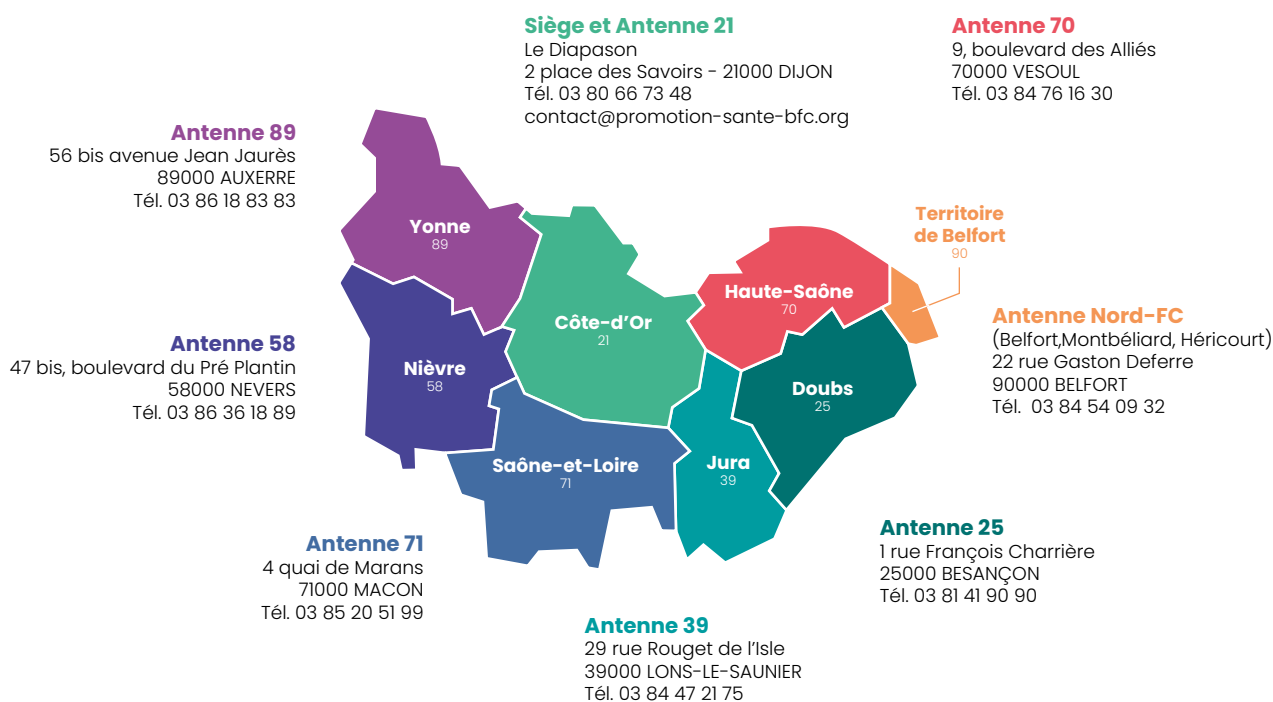 Siège et Antenne 21
Le Diapason
2 place des Savoirs - 21000 DIJON
Tél. 03 80 66 73 48
contact@promotion-sante-bfc.org
Antenne 70
9, boulevard des Alliés
70000 VESOUL
Tél. 03 84 76 16 30
Antenne 89
56 bis avenue Jean Jaurès
89000 AUXERRE
Tél. 03 86 18 83 83
Yonne
89
Territoire
de Belfort
90
Haute-Saône
70
Côte-d'Or
21
Antenne Nord-FC
(Belfort,Montbéliard, Héricourt)
22 rue Gaston Deferre
90000 BELFORT
Tél. 03 84 54 09 32
Antenne 58
47 bis, boulevard du Pré Plantin
58000 NEVERS
Tél. 03 86 36 18 89
Nièvre
58
Doubs
25
Saône-et-Loire
71
Jura
39
Antenne 71
4 quai de Marans
71000 MACON
Tél. 03 85 20 51 99
Antenne 25
1 rue François Charrière
25000 BESANÇON
Tél. 03 81 41 90 90
Antenne 39
29 rue Rouget de l'Isle
39000 LONS-LE-SAUNIER
Tél. 03 84 47 21 75